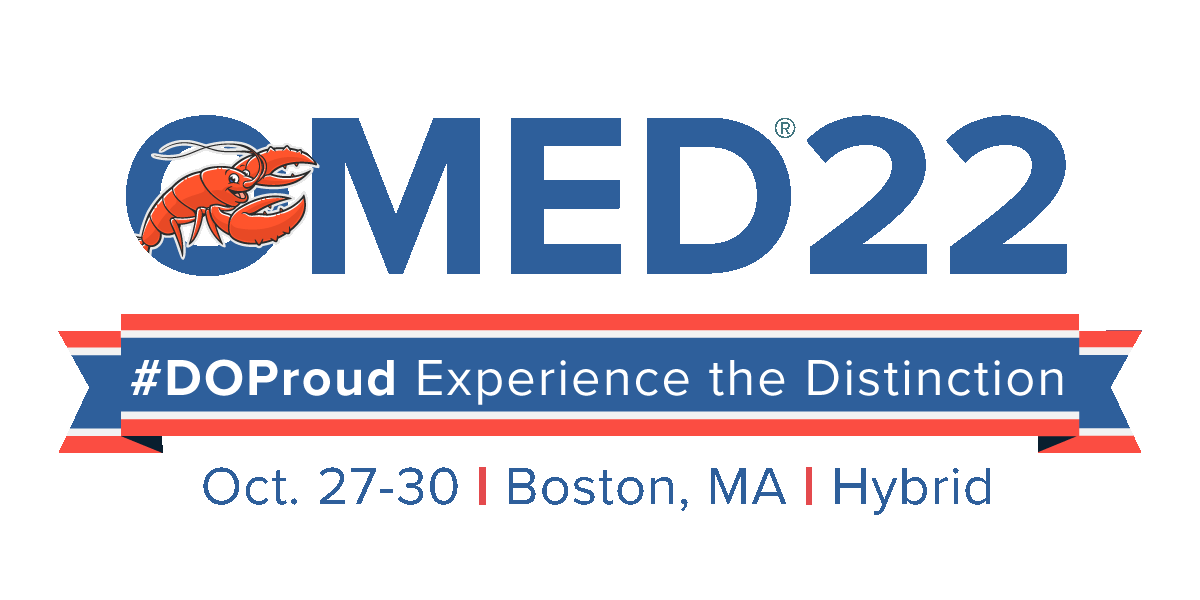 OMED®22
#DOProud Experience the Distinction
Oct. 27-30 | Boston, MA | Hybrid